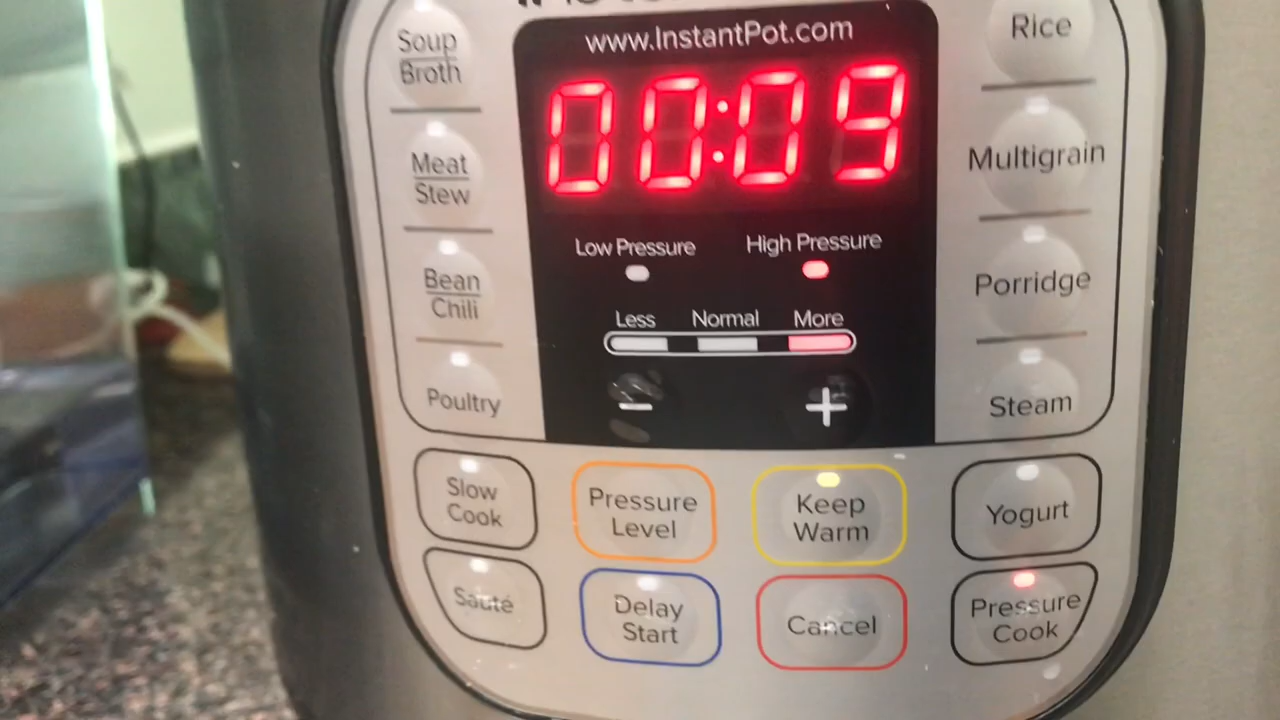 www.InstantPot.com
00:09
Soup
Broth
Meat
Stew
Bean
Chili
Poultry
Low Pressure
High Pressure
Less
Normal
More
−
+
Rice
Multigrain
Porridge
Steam
Slow
Cook
Pressure
Level
Keep
Warm
Yogurt
Sauté
Delay
Start
Cancel
Pressure
Cook